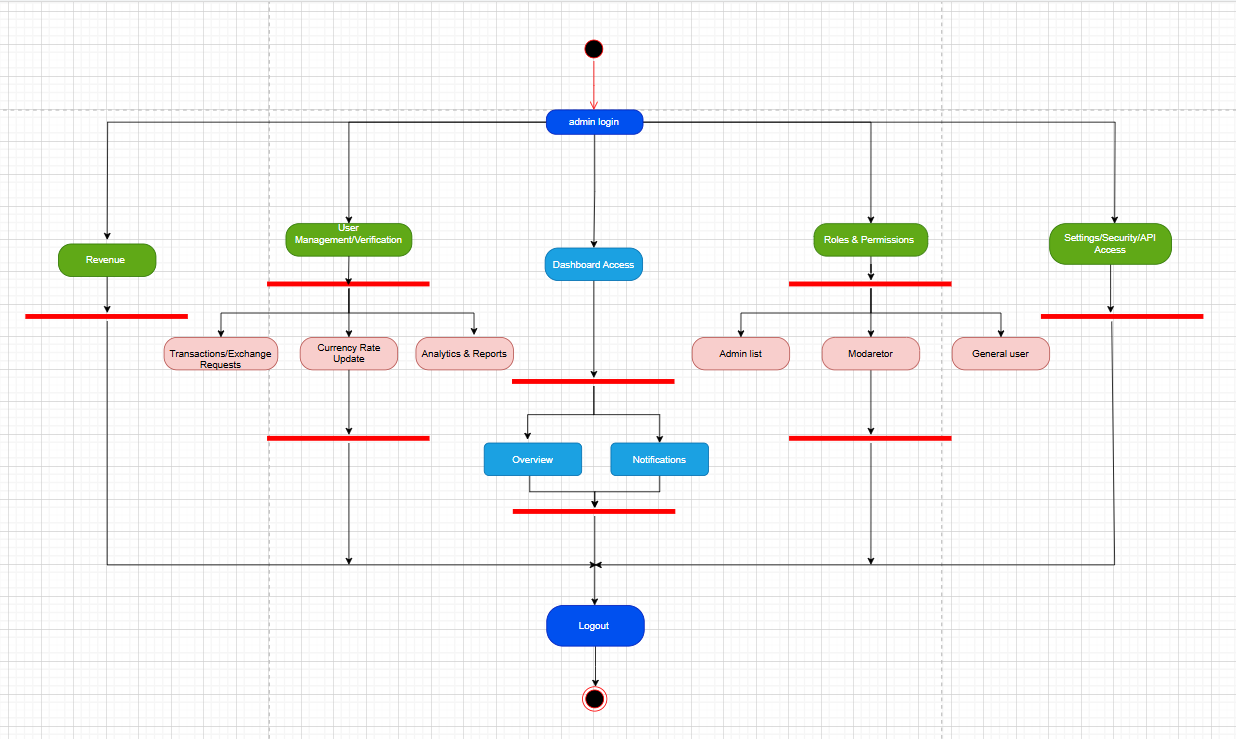 admin login
User
Management/Verification
Roles & Permissions
Settings/Security/API
Access
Revenue
Dashboard Access
Transactions/Exchange
Requests
Currency Rate
Update
Analytics & Reports
Admin list
Modaretor
General user
Overview
Notifications
Logout